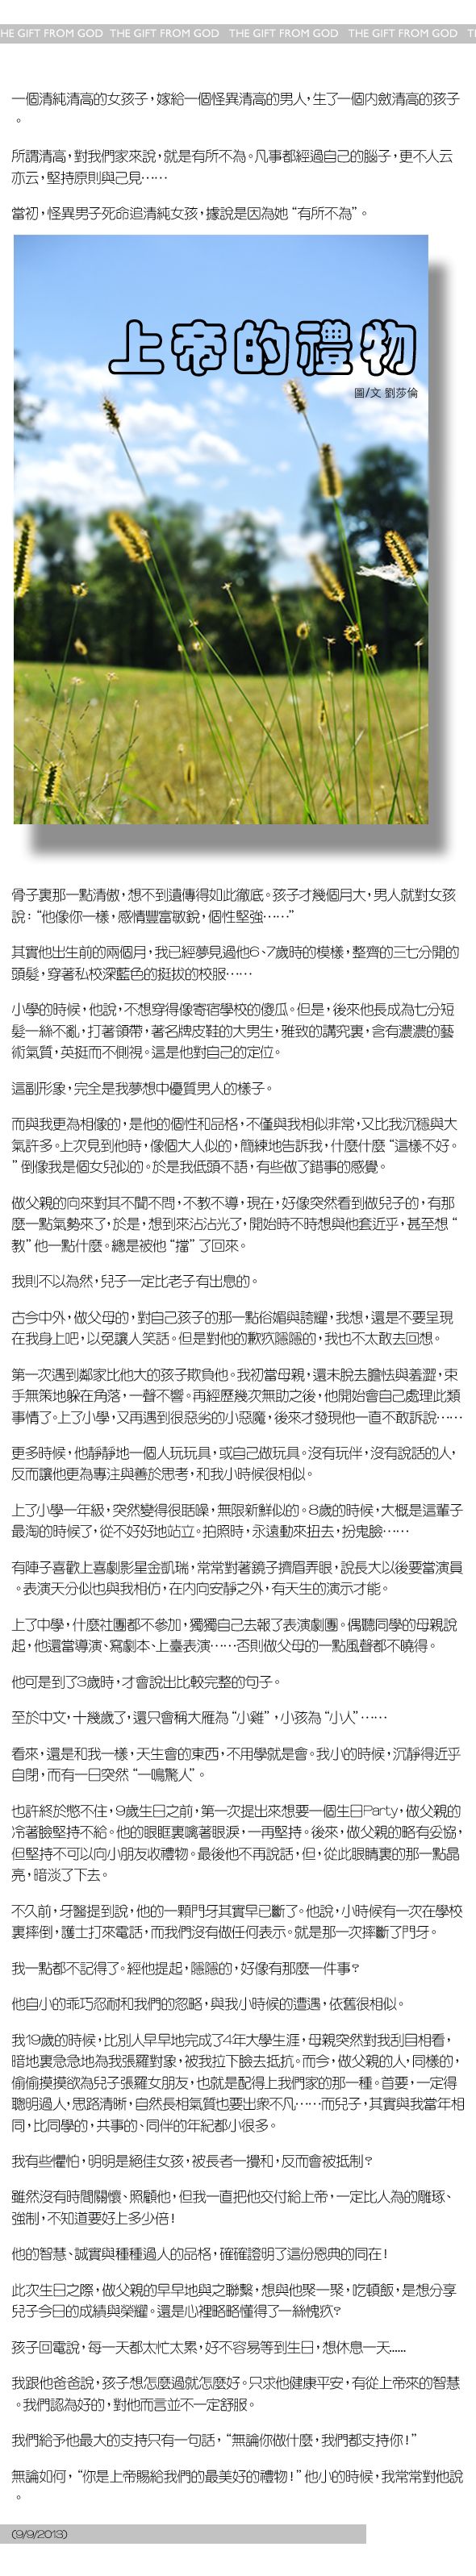 HE GIFT FROM GOD THE GIFT FROM GOD THE GIFT FROM GOD THE GIFT FROM GOD T
一個清純清高的女孩子，嫁給一個怪異清高的男人，生了一個內斂清高的孩子
。
所謂清高，對我們家來說，就是有所不為。凡事都經過自己的腦子，更不人云
亦云，堅持原則與己見……
當初，怪異男子死命追清純女孩，據說是因為她“有所不為”。
上帝的禮物
圖/文 劉莎倫
骨子裏那一點清傲，想不到遺傳得如此徹底。孩子才幾個月大，男人就對女孩
說：“他像你一樣，感情豐富敏銳，個性堅強……”
其實他出生前的兩個月，我已經夢見過他6、7歲時的模樣，整齊的三七分開的
頭髮，穿著私校深藍色的挺拔的校服……
小學的時候，他說，不想穿得像寄宿學校的傻瓜。但是，後來他長成為七分短
髮一絲不亂，打著領帶，著名牌皮鞋的大男生，雅致的講究裏，含有濃濃的藝
術氣質，英挺而不側視。這是他對自己的定位。
這副形象，完全是我夢想中優質男人的樣子。
而與我更為相像的，是他的個性和品格，不僅與我相似非常，又比我沉穩與大
氣許多。上次見到他時，像個大人似的，簡練地告訴我，什麼什麼“這樣不好。
”倒像我是個女兒似的。於是我低頭不語，有些做了錯事的感覺。
做父親的向來對其不聞不問，不教不導，現在，好像突然看到做兒子的，有那
麼一點氣勢來了，於是，想到來沾沾光了，開始時不時想與他套近乎，甚至想“
教”他一點什麼。總是被他“擋”了回來。
我則不以為然，兒子一定比老子有出息的。
古今中外，做父母的，對自己孩子的那一點俗媚與誇耀，我想，還是不要呈現
在我身上吧，以免讓人笑話。但是對他的歉疚隱隱的，我也不太敢去回想。
第一次遇到鄰家比他大的孩子欺負他。我初當母親，還未脫去膽怯與羞澀，束
手無策地躲在角落，一聲不響。再經歷幾次無助之後，他開始會自己處理此類
事情了。上了小學，又再遇到很惡劣的小惡魔，後來才發現他一直不敢訴說……
更多時候，他靜靜地一個人玩玩具，或自己做玩具。沒有玩伴，沒有說話的人，
反而讓他更為專注與善於思考，和我小時候很相似。
上了小學一年級，突然變得很聒噪，無限新鮮似的。8歲的時候，大概是這輩子
最淘的時候了，從不好好地站立。拍照時，永遠動來扭去，扮鬼臉……
有陣子喜歡上喜劇影星金凱瑞，常常對著鏡子擠眉弄眼，說長大以後要當演員
。表演天分似也與我相仿，在內向安靜之外，有天生的演示才能。
上了中學，什麼社團都不參加，獨獨自己去報了表演劇團。偶聽同學的母親說
起，他還當導演、寫劇本、上臺表演……否則做父母的一點風聲都不曉得。
他可是到了3歲時，才會說出比較完整的句子。
至於中文，十幾歲了，還只會稱大雁為“小雞”，小孩為“小人”……
看來，還是和我一樣，天生會的東西，不用學就是會。我小的時候，沉靜得近乎
自閉，而有一日突然“一鳴驚人”。
也許終於憋不住，9歲生日之前，第一次提出來想要一個生日Party，做父親的
冷著臉堅持不給。他的眼眶裏噙著眼淚，一再堅持。後來，做父親的略有妥協，
但堅持不可以向小朋友收禮物。最後他不再說話，但，從此眼睛裏的那一點晶
亮，暗淡了下去。
不久前，牙醫提到說，他的一顆門牙其實早已斷了。他說，小時候有一次在學校
裏摔倒，護士打來電話，而我們沒有做任何表示。就是那一次摔斷了門牙。
我一點都不記得了。經他提起，隱隱的，好像有那麼一件事？
他自小的乖巧忍耐和我們的忽略，與我小時候的遭遇，依舊很相似。
我19歲的時候，比別人早早地完成了4年大學生涯，母親突然對我刮目相看，
暗地裏急急地為我張羅對象，被我拉下臉去抵抗。而今，做父親的人，同樣的，
偷偷摸摸欲為兒子張羅女朋友，也就是配得上我們家的那一種。首要，一定得
聰明過人，思路清晰，自然長相氣質也要出衆不凡……而兒子，其實與我當年相
同，比同學的，共事的、同伴的年紀都小很多。
我有些懼怕，明明是絕佳女孩，被長者一攪和，反而會被抵制？
雖然沒有時間關懷、照顧他，但我一直把他交付給上帝，一定比人為的雕琢、
強制，不知道要好上多少倍！
他的智慧、誠實與種種過人的品格，確確證明了這份恩典的同在！
此次生日之際，做父親的早早地與之聯繫，想與他聚一聚，吃頓飯，是想分享
兒子今日的成績與榮耀。還是心裡略略懂得了一絲愧疚？
孩子回電說，每一天都太忙太累，好不容易等到生日，想休息一天……
我跟他爸爸說，孩子想怎麼過就怎麼好。只求他健康平安，有從上帝來的智慧
。我們認為好的，對他而言並不一定舒服。
我們給予他最大的支持只有一句話，“無論你做什麼，我們都支持你！”
無論如何，“你是上帝賜給我們的最美好的禮物！”他小的時候，我常常對他說
。
(9/9/2013)